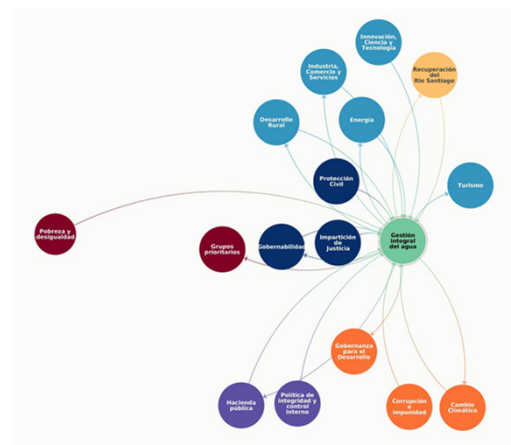 Innovación,
Ciencia y
Tecnología
Industria,
Comercio y
Servicios
Recuperación
del
Río Santiago
Desarrollo
Rural
Energía
Protección
Civil
Turismo
Pobreza y
desigualdad
Grupos
prioritarios
Gobernabilidad
Impartición
de
Justicia
Gestión
integral
del agua
Gobernanza
para el
Desarrollo
Hacienda
pública
Política de
integridad y
control
interno
Corrupción
e
impunidad
Cambio
Climático